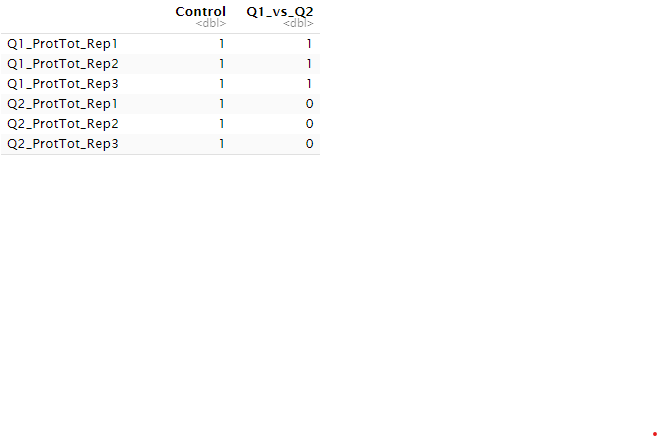 Control Q1_vs_Q2
<dbl> <dbl>
Q1_ProtTot_Rep1 1 1
Q1_ProtTot_Rep2 1 1
Q1_ProtTot_Rep3 1 1
Q2_ProtTot_Rep1 1 0
Q2_ProtTot_Rep2 1 0
Q2_ProtTot_Rep3 1 0